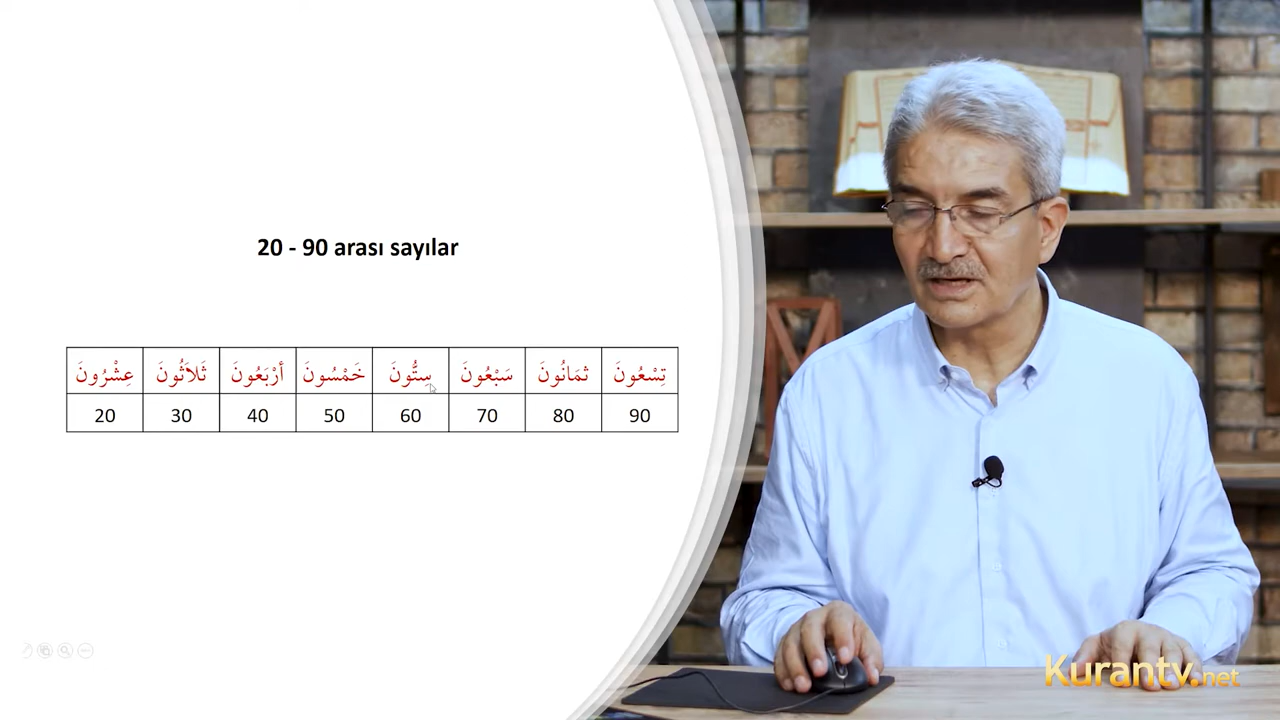 20 - 90 arası sayılar
عِشْرُونَ ثَلاَثُونَ أَرْبَعُونَ خَمْسُونَ سِتُّونَ سَبْعُونَ ثَمَانُونَ تِسْعُونَ
20 30 40 50 60 70 80 90
Kurantv.net